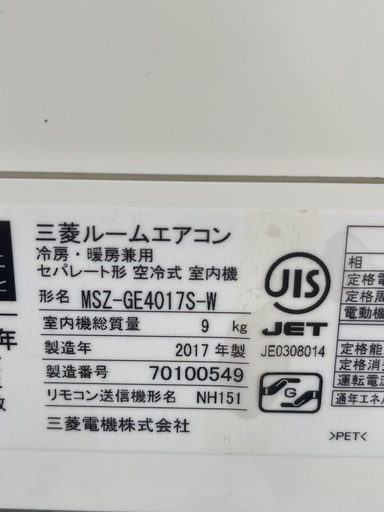 三菱ルームエアコン
冷房・暖房兼用
セパレート形 空冷式 室内機
形名 MSZ-GE4017S-W
室内機総質量 9 kg
製造年 2017 年製
製造番号 70100549
リモコン送信機形名 NH151
三菱電機株式会社
JIS
JET
JE0308014
G
年
相
定格電
定格
電動機
定格能
定格消
運転電
通年エネ
>PET<